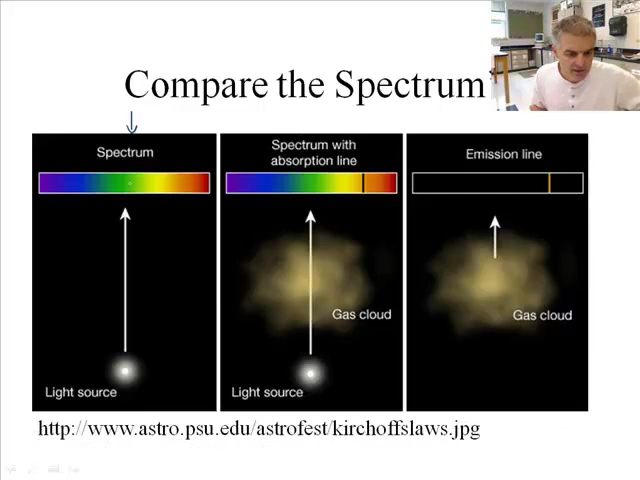 Compare the Spectrum'
Spectrum
Light source
Spectrum with
absorption line
Gas cloud
Light source
Emission line
Gas cloud
http://www.astro.psu.edu/astrofest/kirchoffslaws.jpg